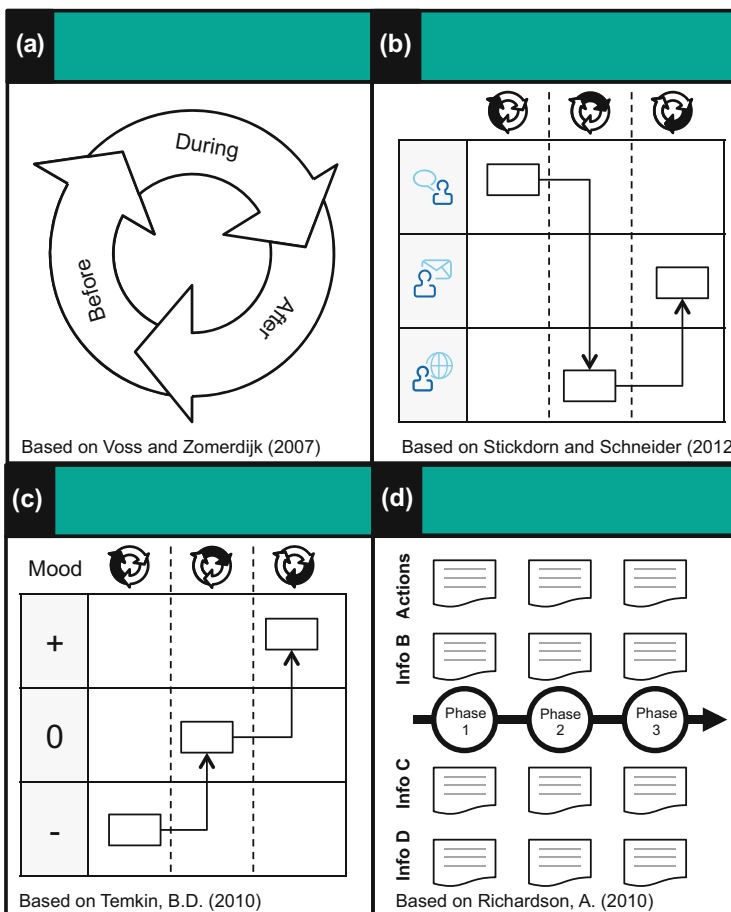 (a)
During
Before
After
Based on Voss and Zomerdijk (2007)
(b)
Based on Stickdorn and Schneider (2012
(c)
Mood
+
0
-
Based on Temkin, B.D. (2010)
(d)
Actions
Info B
Phase
1
Phase
2
Phase
3
Info C
Info D
Based on Richardson, A. (2010)